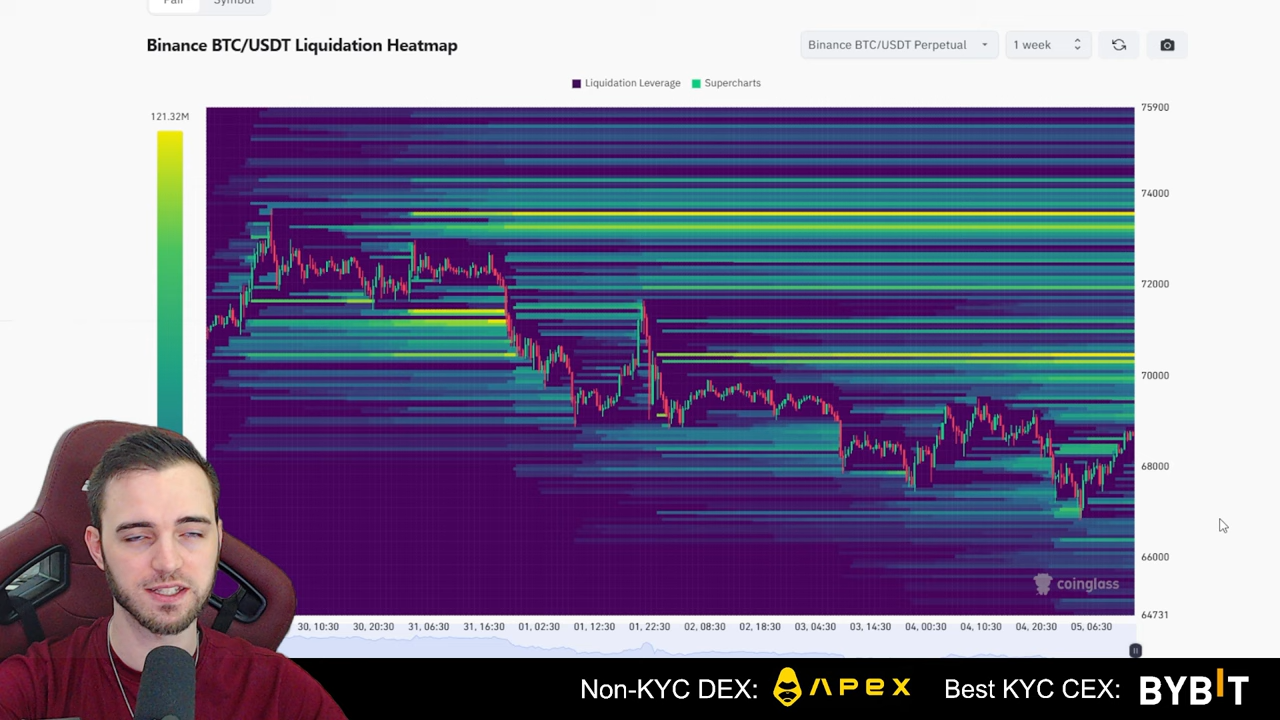 Pair Symbol
Binance BTC/USDT Liquidation Heatmap
Binance BTC/USDT Perpetual
1 week
Liquidation Leverage
Supercharts
121.32M
75900
74000
72000
70000
68000
66000
64731
coinglass
30, 10:30 30, 20:30 31, 06:30 31, 16:30 01, 02:30 01, 12:30 01, 22:30 02, 08:30 02, 18:30 03, 04:30 03, 14:30 04, 00:30 04, 10:30 04, 20:30 05, 06:30
Non-KYC DEX: APEX Best KYC CEX: BYBIT